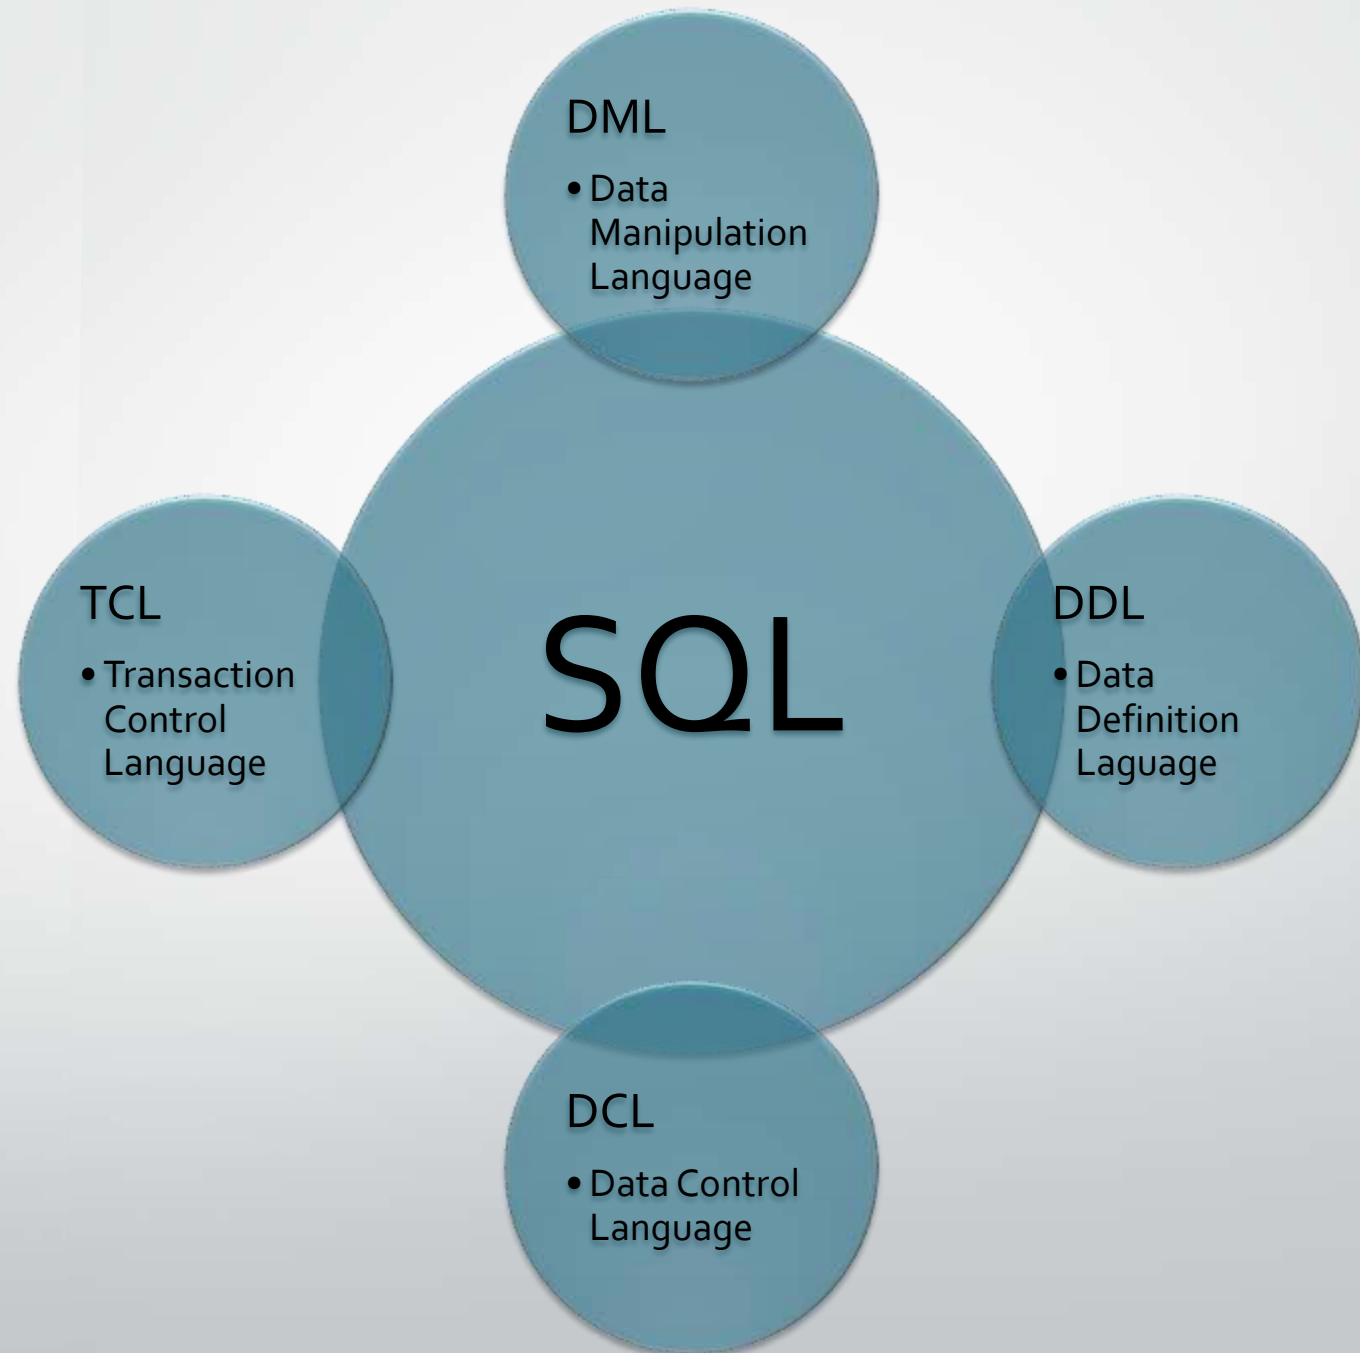 DML
• Data
Manipulation
Language
TCL
• Transaction
Control
Language
SQL
DDL
• Data
Definition
Laguage
DCL
• Data Control
Language